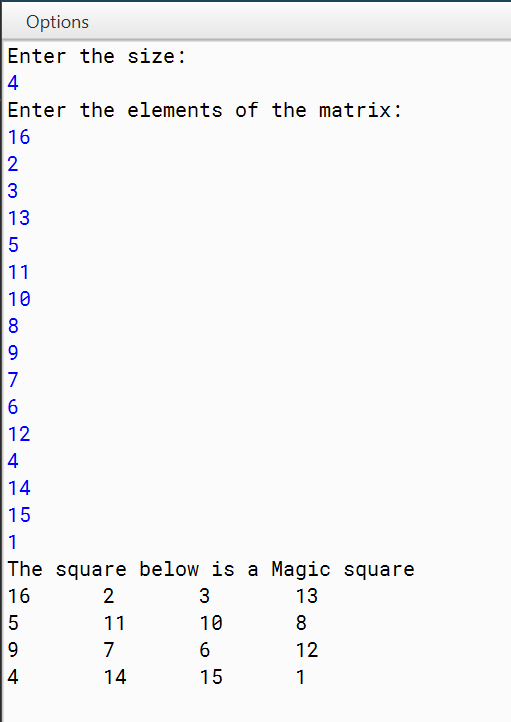 Options
Enter the size:
4
Enter the elements of the matrix:
16
2
3
13
5
11
10
8
9
7
6
12
4
14
15
1
The square below is a Magic square
16 2 3 13
5 11 10 8
9 7 6 12
4 14 15 1